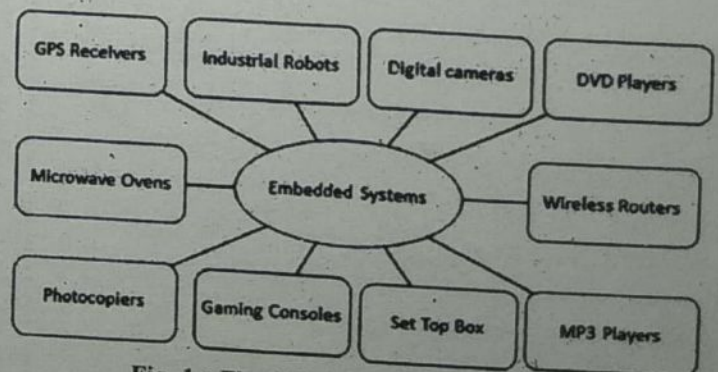 GPS Receivers
Industrial Robots
Digital cameras
DVD Players
Microwave Ovens
Embedded Systems
Wireless Routers
Photocopiers
Gaming Consoles
Set Top Box
MP3 Players